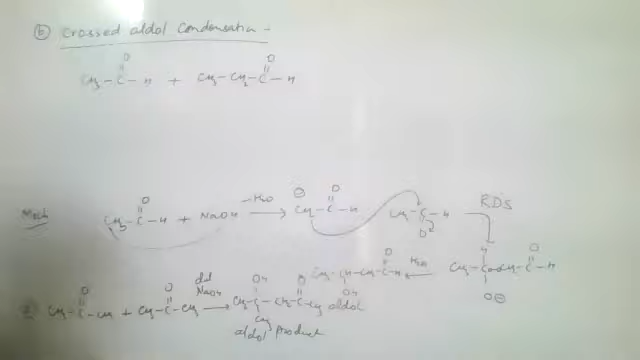 (b) Crossed aldol Condensation -
CH3-C(=O)-H + CH3-CH2-C(=O)-H
Mech CH3-C(=O)-H + NaOH -H2O → ⊖CH2-C(=O)-H CH3-C(=O)-H RDS
CH3-C(H)(O⊖)-CH2-C(=O)-H
H2O CH3-CH(OH)-CH2-C(=O)-H aldol
CH3-C(=O)-CH3 + CH3-C(=O)-CH3 dil NaOH → CH3-C(OH)(CH3)-CH2-C(=O)-CH3
aldol product